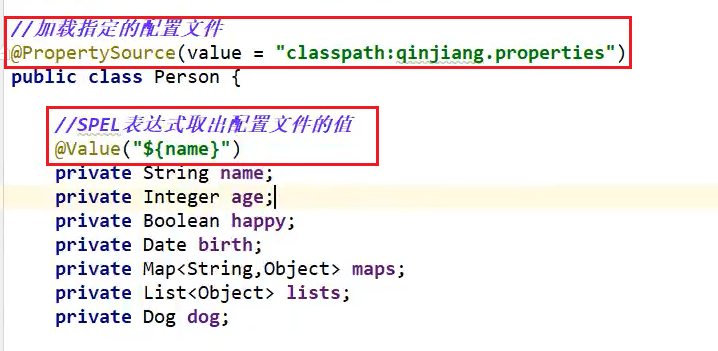 //加载指定的配置文件
@PropertySource(value = "classpath:qinjiang.properties")
public class Person {
//SPEL表达式取出配置文件的值
@Value("${name}")
private String name;
private Integer age;
private Boolean happy;
private Date birth;
private Map<String,Object> maps;
private List<Object> lists;
private Dog dog;